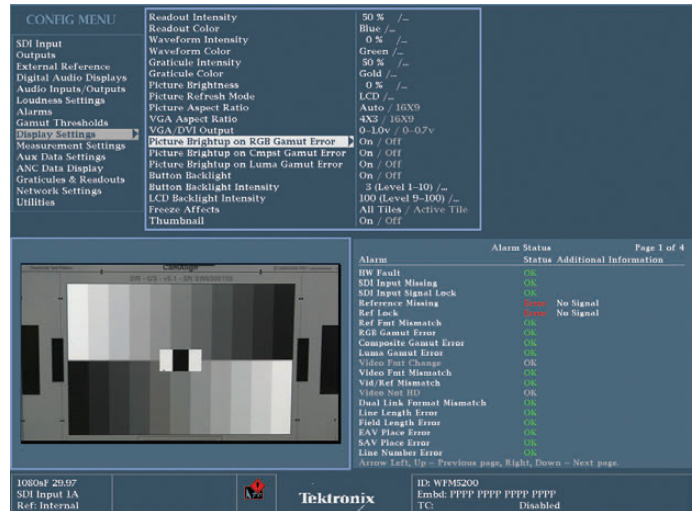 CONFIG MENU
SDI Input
Outputs
External Reference
Digital Audio Displays
Audio Inputs/Outputs
Loudness Settings
Alarms
Gamut Thresholds
Display Settings
Measurement Settings
Aux Data Settings
ANC Data Display
Graticules & Readouts
Network Settings
Utilities
Readout Intensity 50 % /...
Readout Color Blue /...
Waveform Intensity 0 % /...
Waveform Color Green /...
Graticule Intensity 50 % /...
Graticule Color Gold /...
Picture Brightness 0 % /...
Picture Refresh Mode LCD /...
Picture Aspect Ratio Auto / 16X9
VGA Aspect Ratio 4X3 / 16X9
VGA/DVI Output 0-1.0v / 0-0.7v
Picture Brightup on RGB Gamut Error On / Off
Picture Brightup on Cmpst Gamut Error On / Off
Picture Brightup on Luma Gamut Error On / Off
Button Backlight On / Off
Button Backlight Intensity 3 (Level 1-10) /...
LCD Backlight Intensity 100 (Level 9-100) /...
Freeze Affects All Tiles / Active Tile
Thumbnail On / Off
CamAlign
Alarm Status Page 1 of 4
Alarm Status Additional Information
HW Fault OK
SDI Input Missing OK
SDI Input Signal Lock OK
Reference Missing Error No Signal
Ref Lock Error No Signal
Ref Fmt Mismatch OK
RGB Gamut Error OK
Composite Gamut Error OK
Luma Gamut Error OK
Video Fmt Change OK
Video Fmt Mismatch OK
Vid/Ref Mismatch OK
Video Not HD OK
Dual Link Format Mismatch OK
Line Length Error OK
Field Length Error OK
EAV Place Error OK
SAV Place Error OK
Line Number Error OK
Arrow Left, Up - Previous page, Right, Down - Next page.
1080sF 29.97
SDI Input 1A
Ref: Internal
Tektronix
ID: WFM5200
Embd: PPPP PPPP PPPP PPPP
TC: Disabled